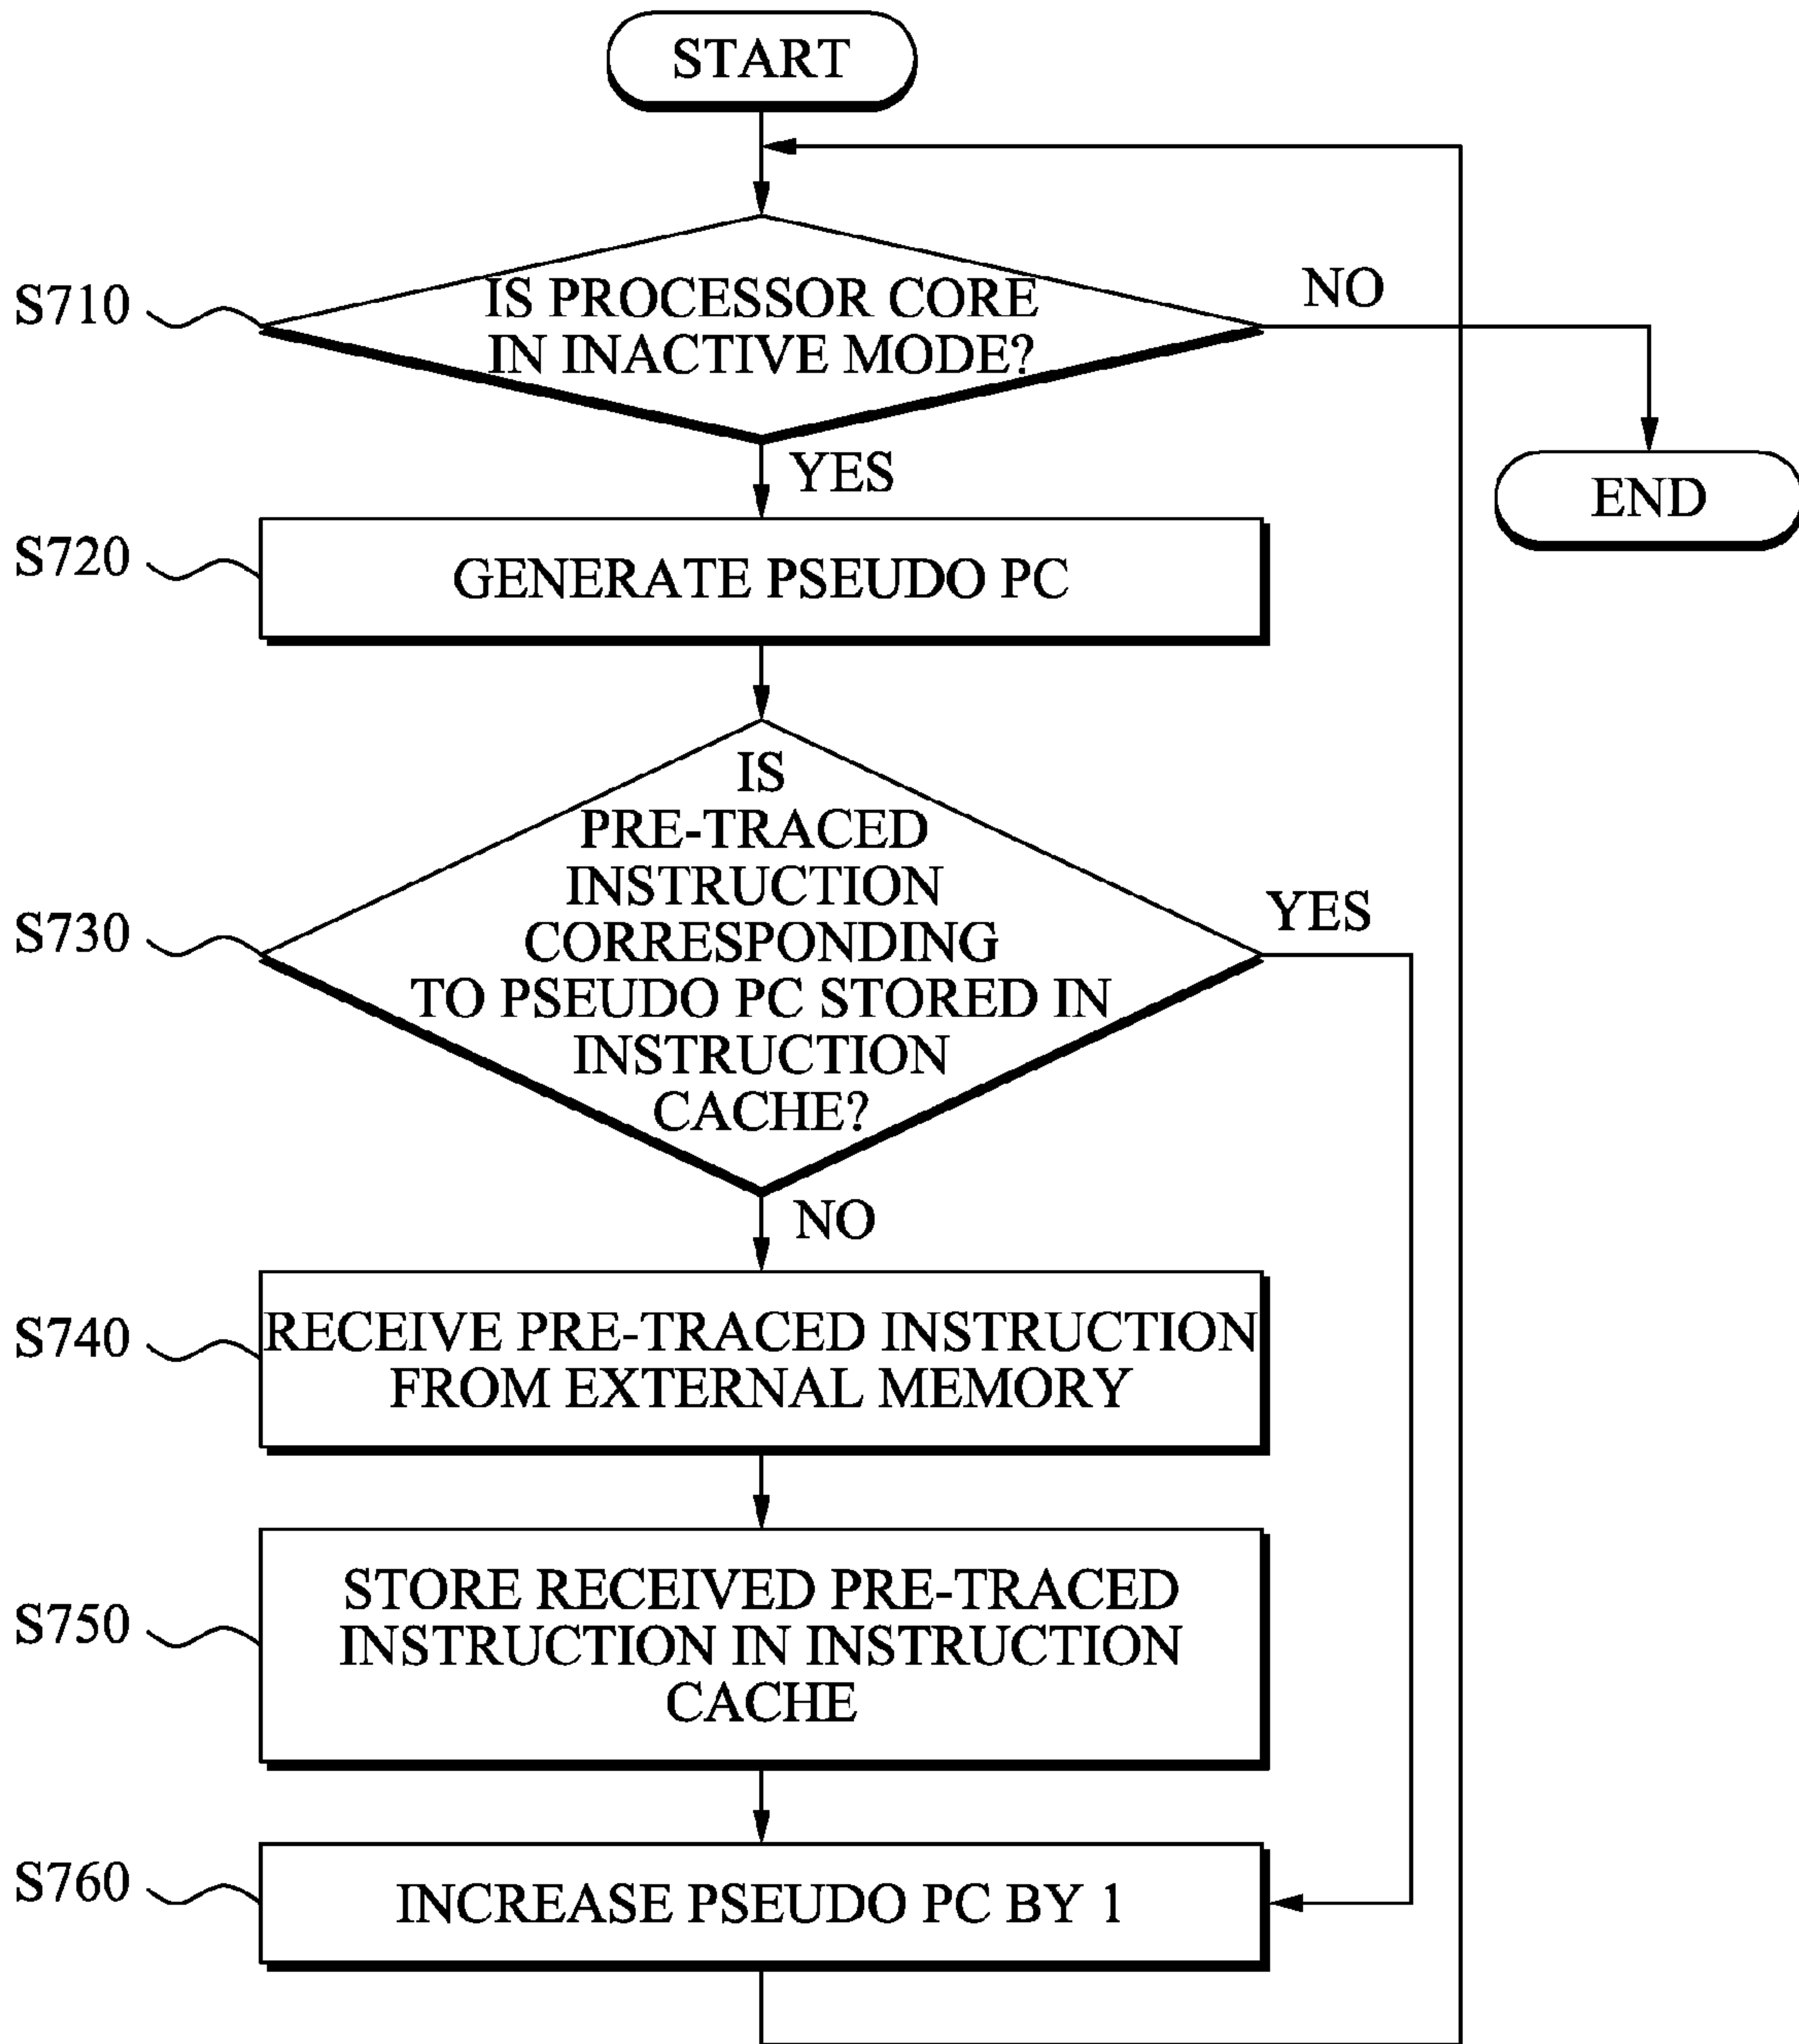 START
S710
IS PROCESSOR CORE
IN INACTIVE MODE?
NO
YES
END
S720
GENERATE PSEUDO PC
S730
IS
PRE-TRACED
INSTRUCTION
CORRESPONDING
TO PSEUDO PC STORED IN
INSTRUCTION
CACHE?
YES
NO
S740
RECEIVE PRE-TRACED INSTRUCTION
FROM EXTERNAL MEMORY
S750
STORE RECEIVED PRE-TRACED
INSTRUCTION IN INSTRUCTION
CACHE
S760
INCREASE PSEUDO PC BY 1